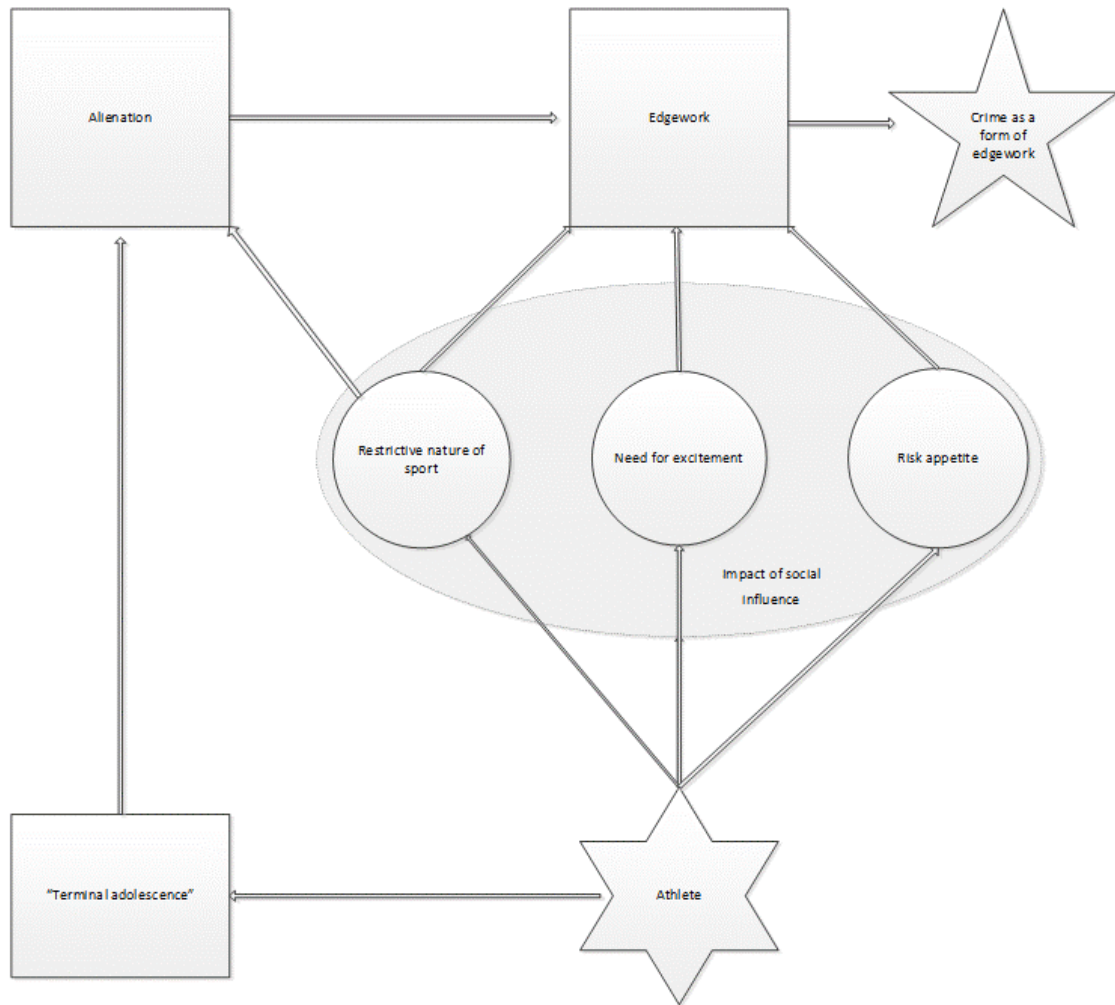 Alienation
Edgework
Crime as a
form of
edgework
Restrictive nature of
sport
Need for excitement
Risk appetite
Impact of social
influence
"Terminal adolescence"
Athlete